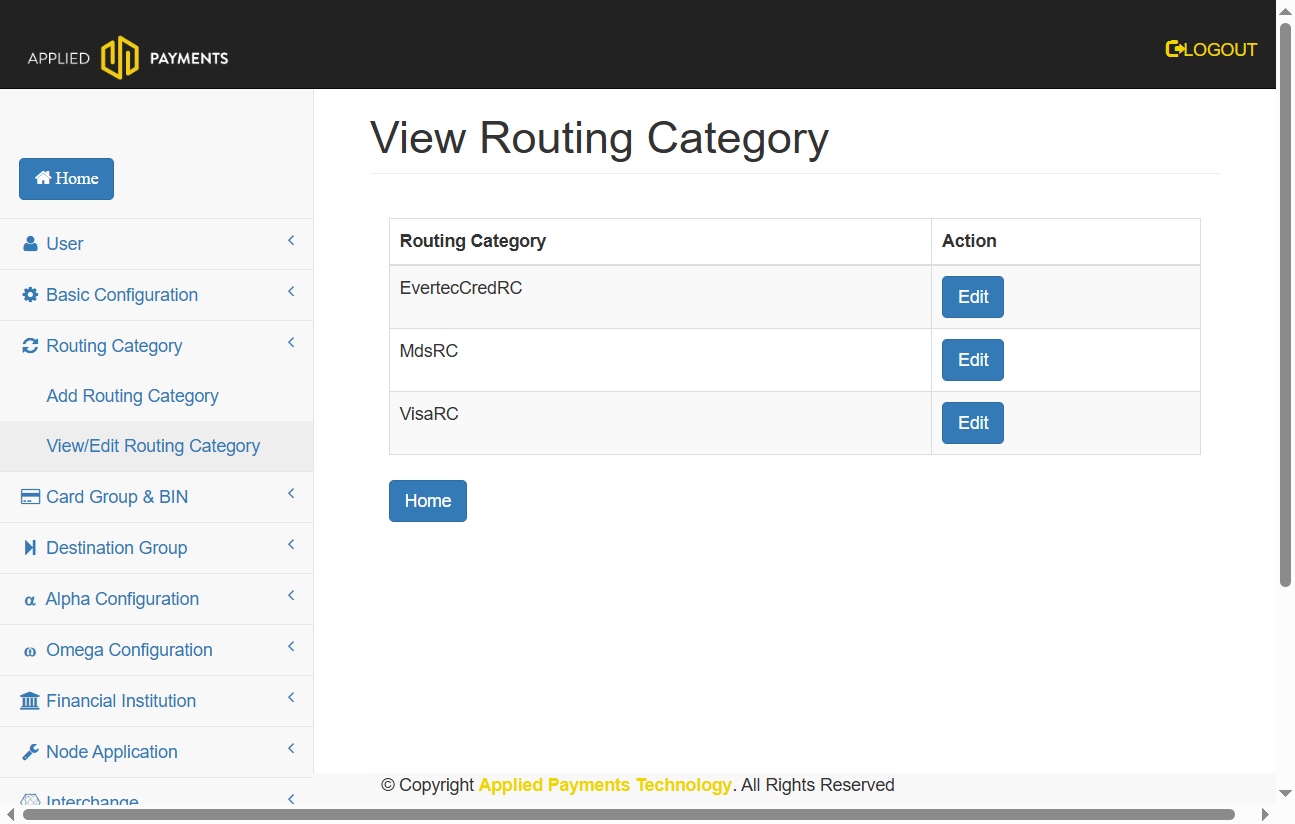 APPLIED PAYMENTS
LOGOUT
Home
User
Basic Configuration
Routing Category
Add Routing Category
View/Edit Routing Category
Card Group & BIN
Destination Group
α Alpha Configuration
ω Omega Configuration
Financial Institution
Node Application
Interchange
View Routing Category
Routing Category Action
EvertecCredRC Edit
MdsRC Edit
VisaRC Edit
Home
© Copyright Applied Payments Technology. All Rights Reserved